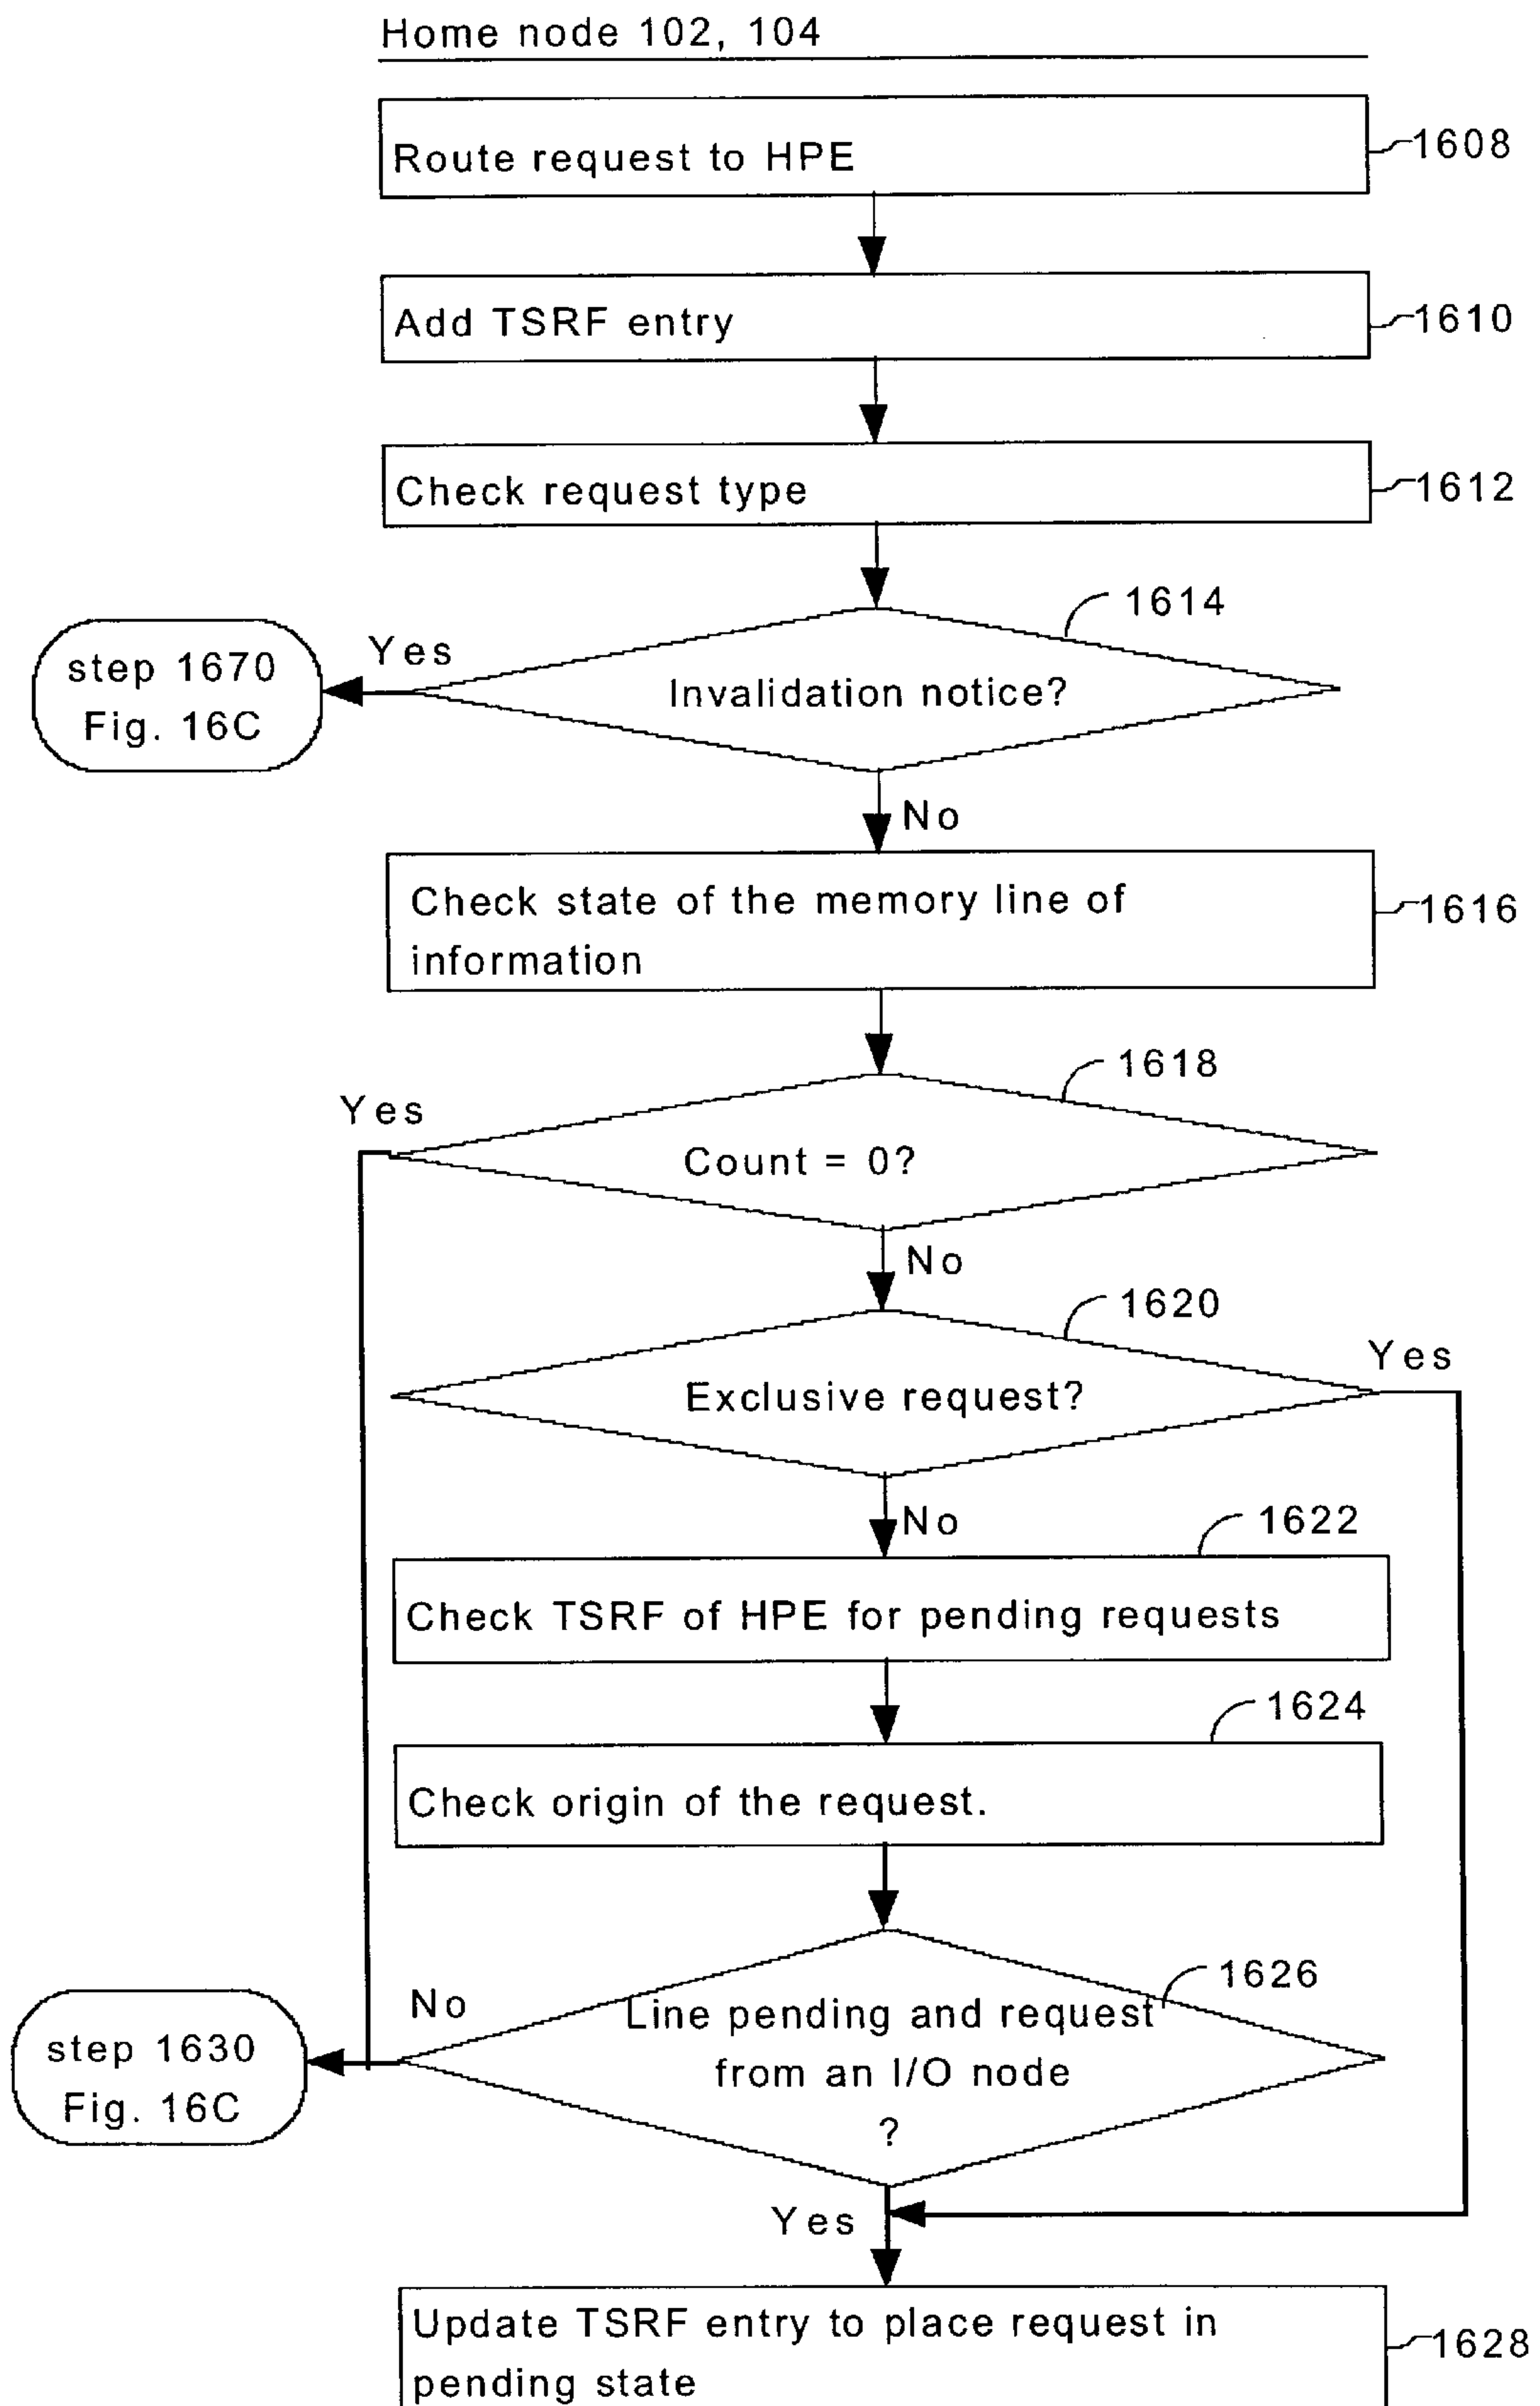 Home node 102, 104
Route request to HPE
1608
Add TSRF entry
1610
Check request type
1612
1614
Yes
step 1670
Fig. 16C
Invalidation notice?
No
Check state of the memory line of
information
1616
1618
Yes
Count = 0?
No
1620
Yes
Exclusive request?
No
1622
Check TSRF of HPE for pending requests
1624
Check origin of the request.
1626
No
Line pending and request
from an I/O node
?
step 1630
Fig. 16C
Yes
Update TSRF entry to place request in
pending state
1628